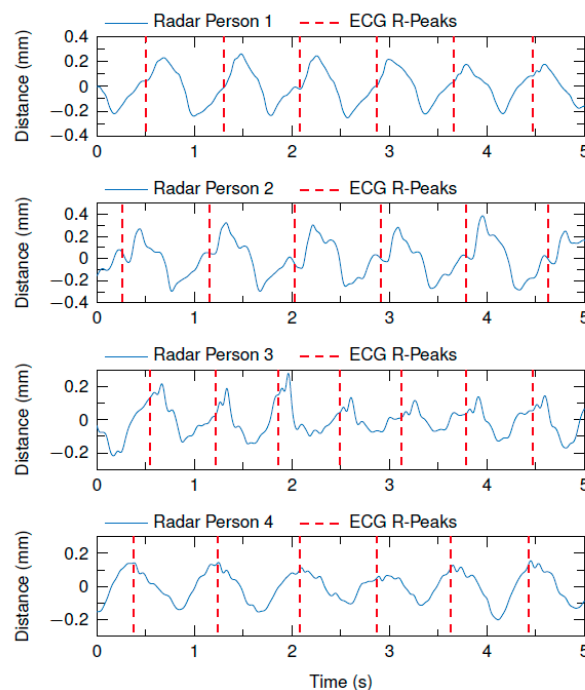 Radar Person 1 ECG R-Peaks
Distance (mm)
0.4
0.2
0
−0.2
0.4
0 1 2 3 4 5
Radar Person 2 ECG R-Peaks
Distance (mm)
0.4
0.2
0
−0.2
−0.4
0 1 2 3 4 5
Radar Person 3 ECG R-Peaks
Distance (mm)
0.2
0
−0.2
0 1 2 3 4 5
Radar Person 4 ECG R-Peaks
Distance (mm)
0.2
0
−0.2
0 1 2 3 4 5
Time (s)